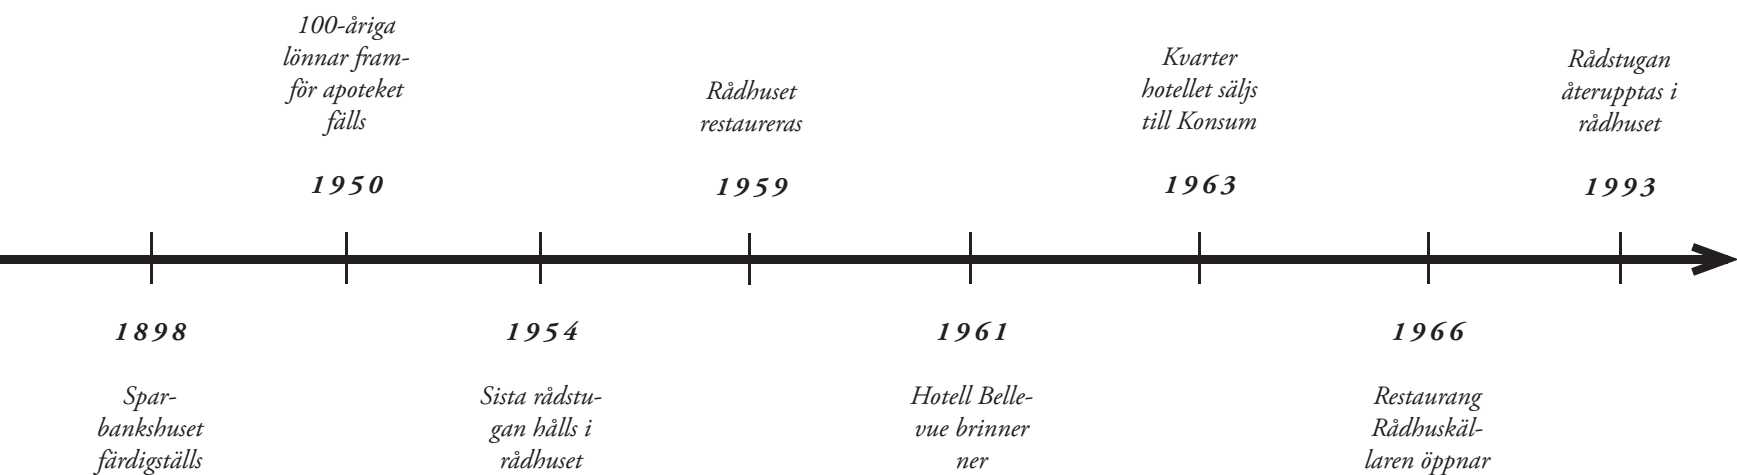 100-åriga
lönnar fram-
för apoteket
fälls
1950
Rådhuset
restaureras
1959
Kvarter
hotellet säljs
till Konsum
1963
Rådstugan
återupptas i
rådhuset
1993
1898
Spar-
bankshuset
färdigställs
1954
Sista rådstu-
gan hålls i
rådhuset
1961
Hotell Belle-
vue brinner
ner
1966
Restaurang
Rådhuskäl-
laren öppnar